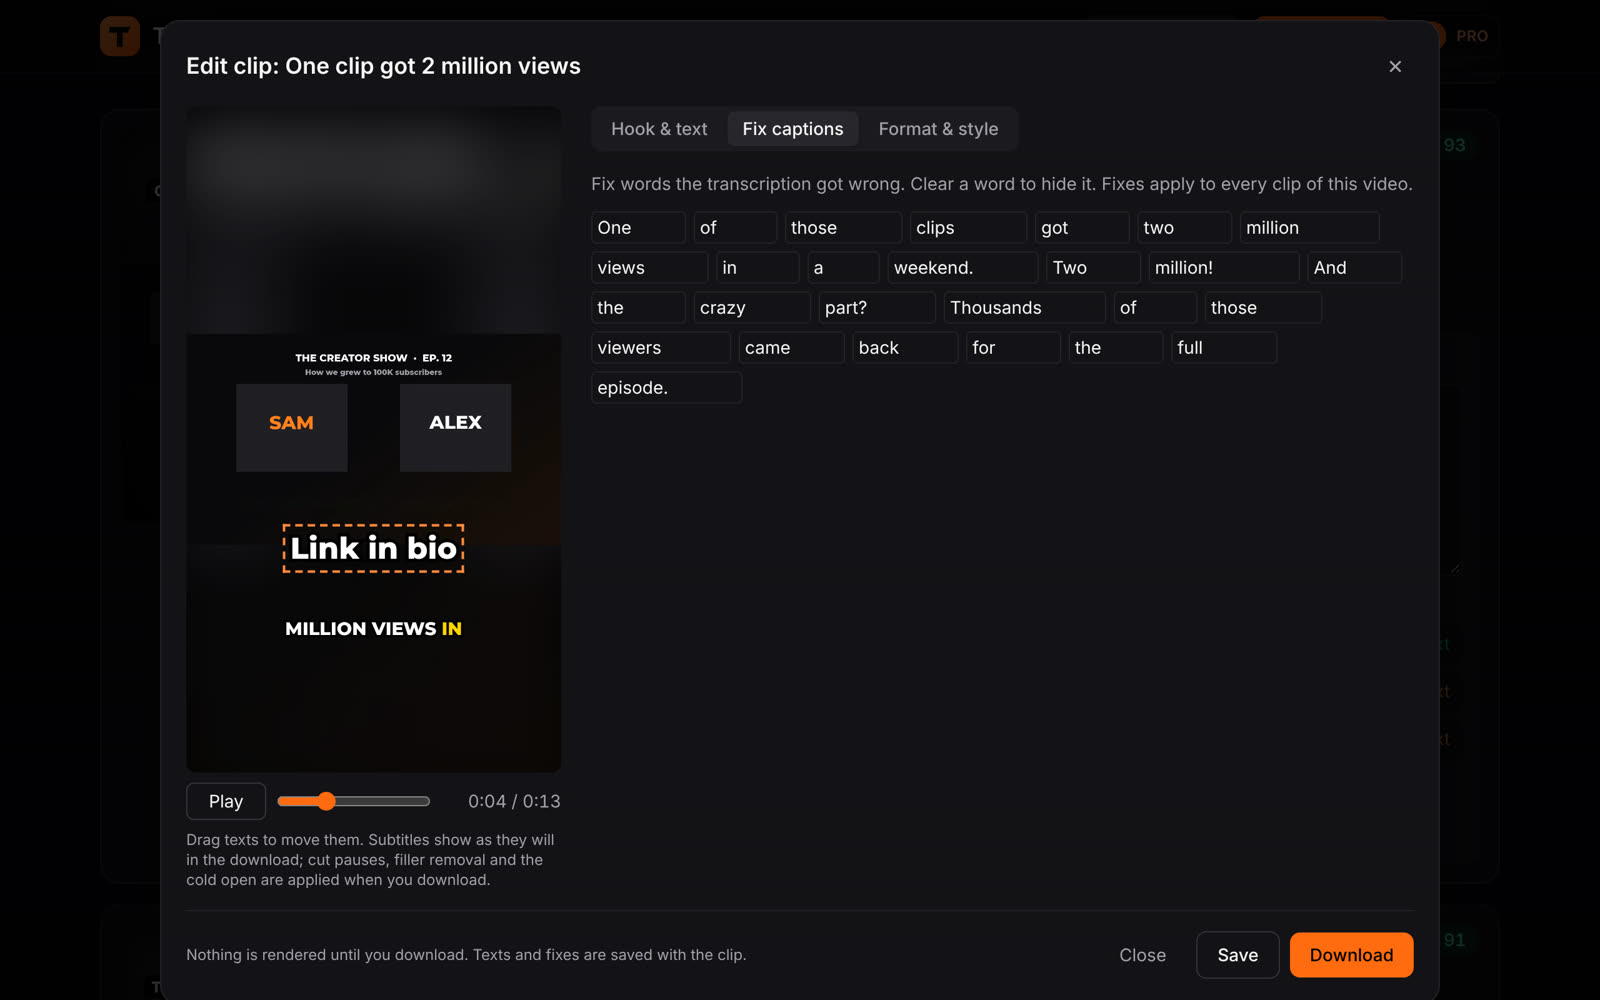 T
PRO
Edit clip: One clip got 2 million views
×
93
Hook & text
Fix captions
Format & style
Fix words the transcription got wrong. Clear a word to hide it. Fixes apply to every clip of this video.
One of those clips got two million
views in a weekend. Two million! And
the crazy part? Thousands of those
viewers came back for the full
episode.
THE CREATOR SHOW · EP. 12
How we grew to 100K subscribers
SAM
ALEX
Link in bio
MILLION VIEWS IN
Play
0:04 / 0:13
Drag texts to move them. Subtitles show as they will
in the download; cut pauses, filler removal and the
cold open are applied when you download.
Nothing is rendered until you download. Texts and fixes are saved with the clip.
Close
Save
Download
91